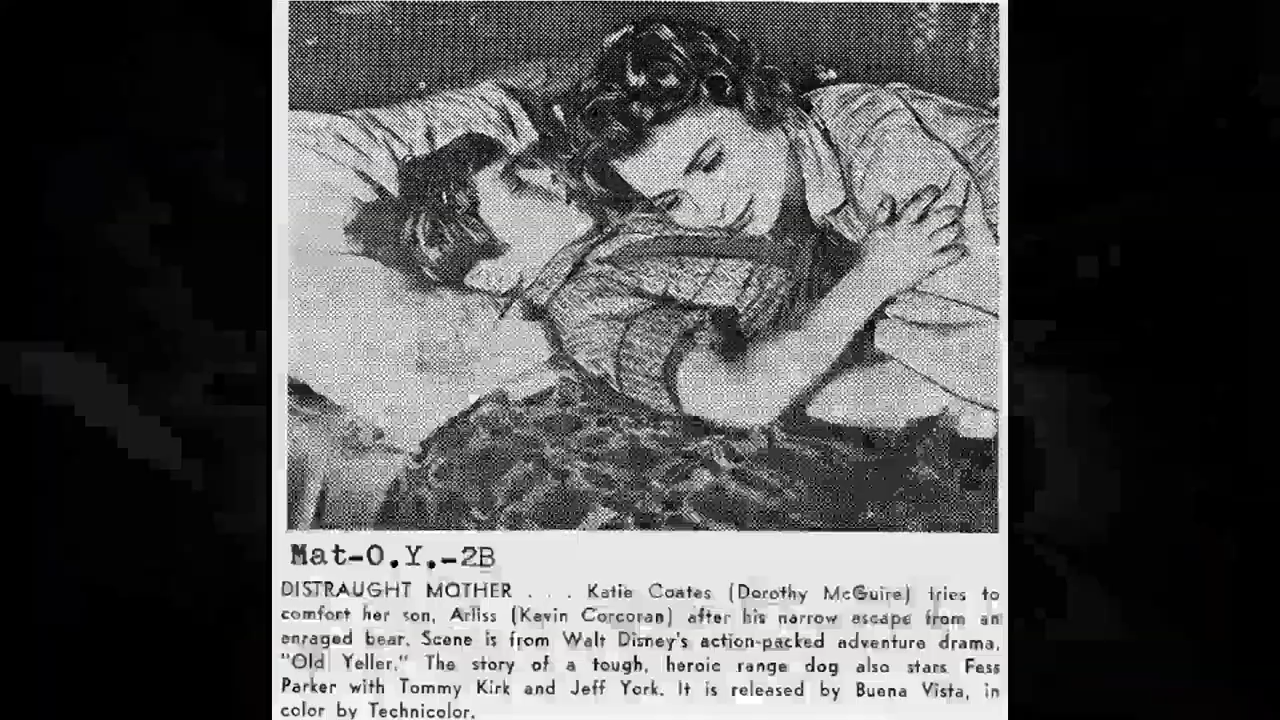 Mat-O.Y.-2B
DISTRAUGHT MOTHER . . . Katie Coates (Dorothy McGuire) tries to
comfort her son, Arliss (Kevin Corcoran) after his narrow escape from an
enraged bear. Scene is from Walt Disney's action-packed adventure drama,
"Old Yeller." The story of a tough, heroic range dog also stars Fess
Parker with Tommy Kirk and Jeff York. It is released by Buena Vista, in
color by Technicolor.